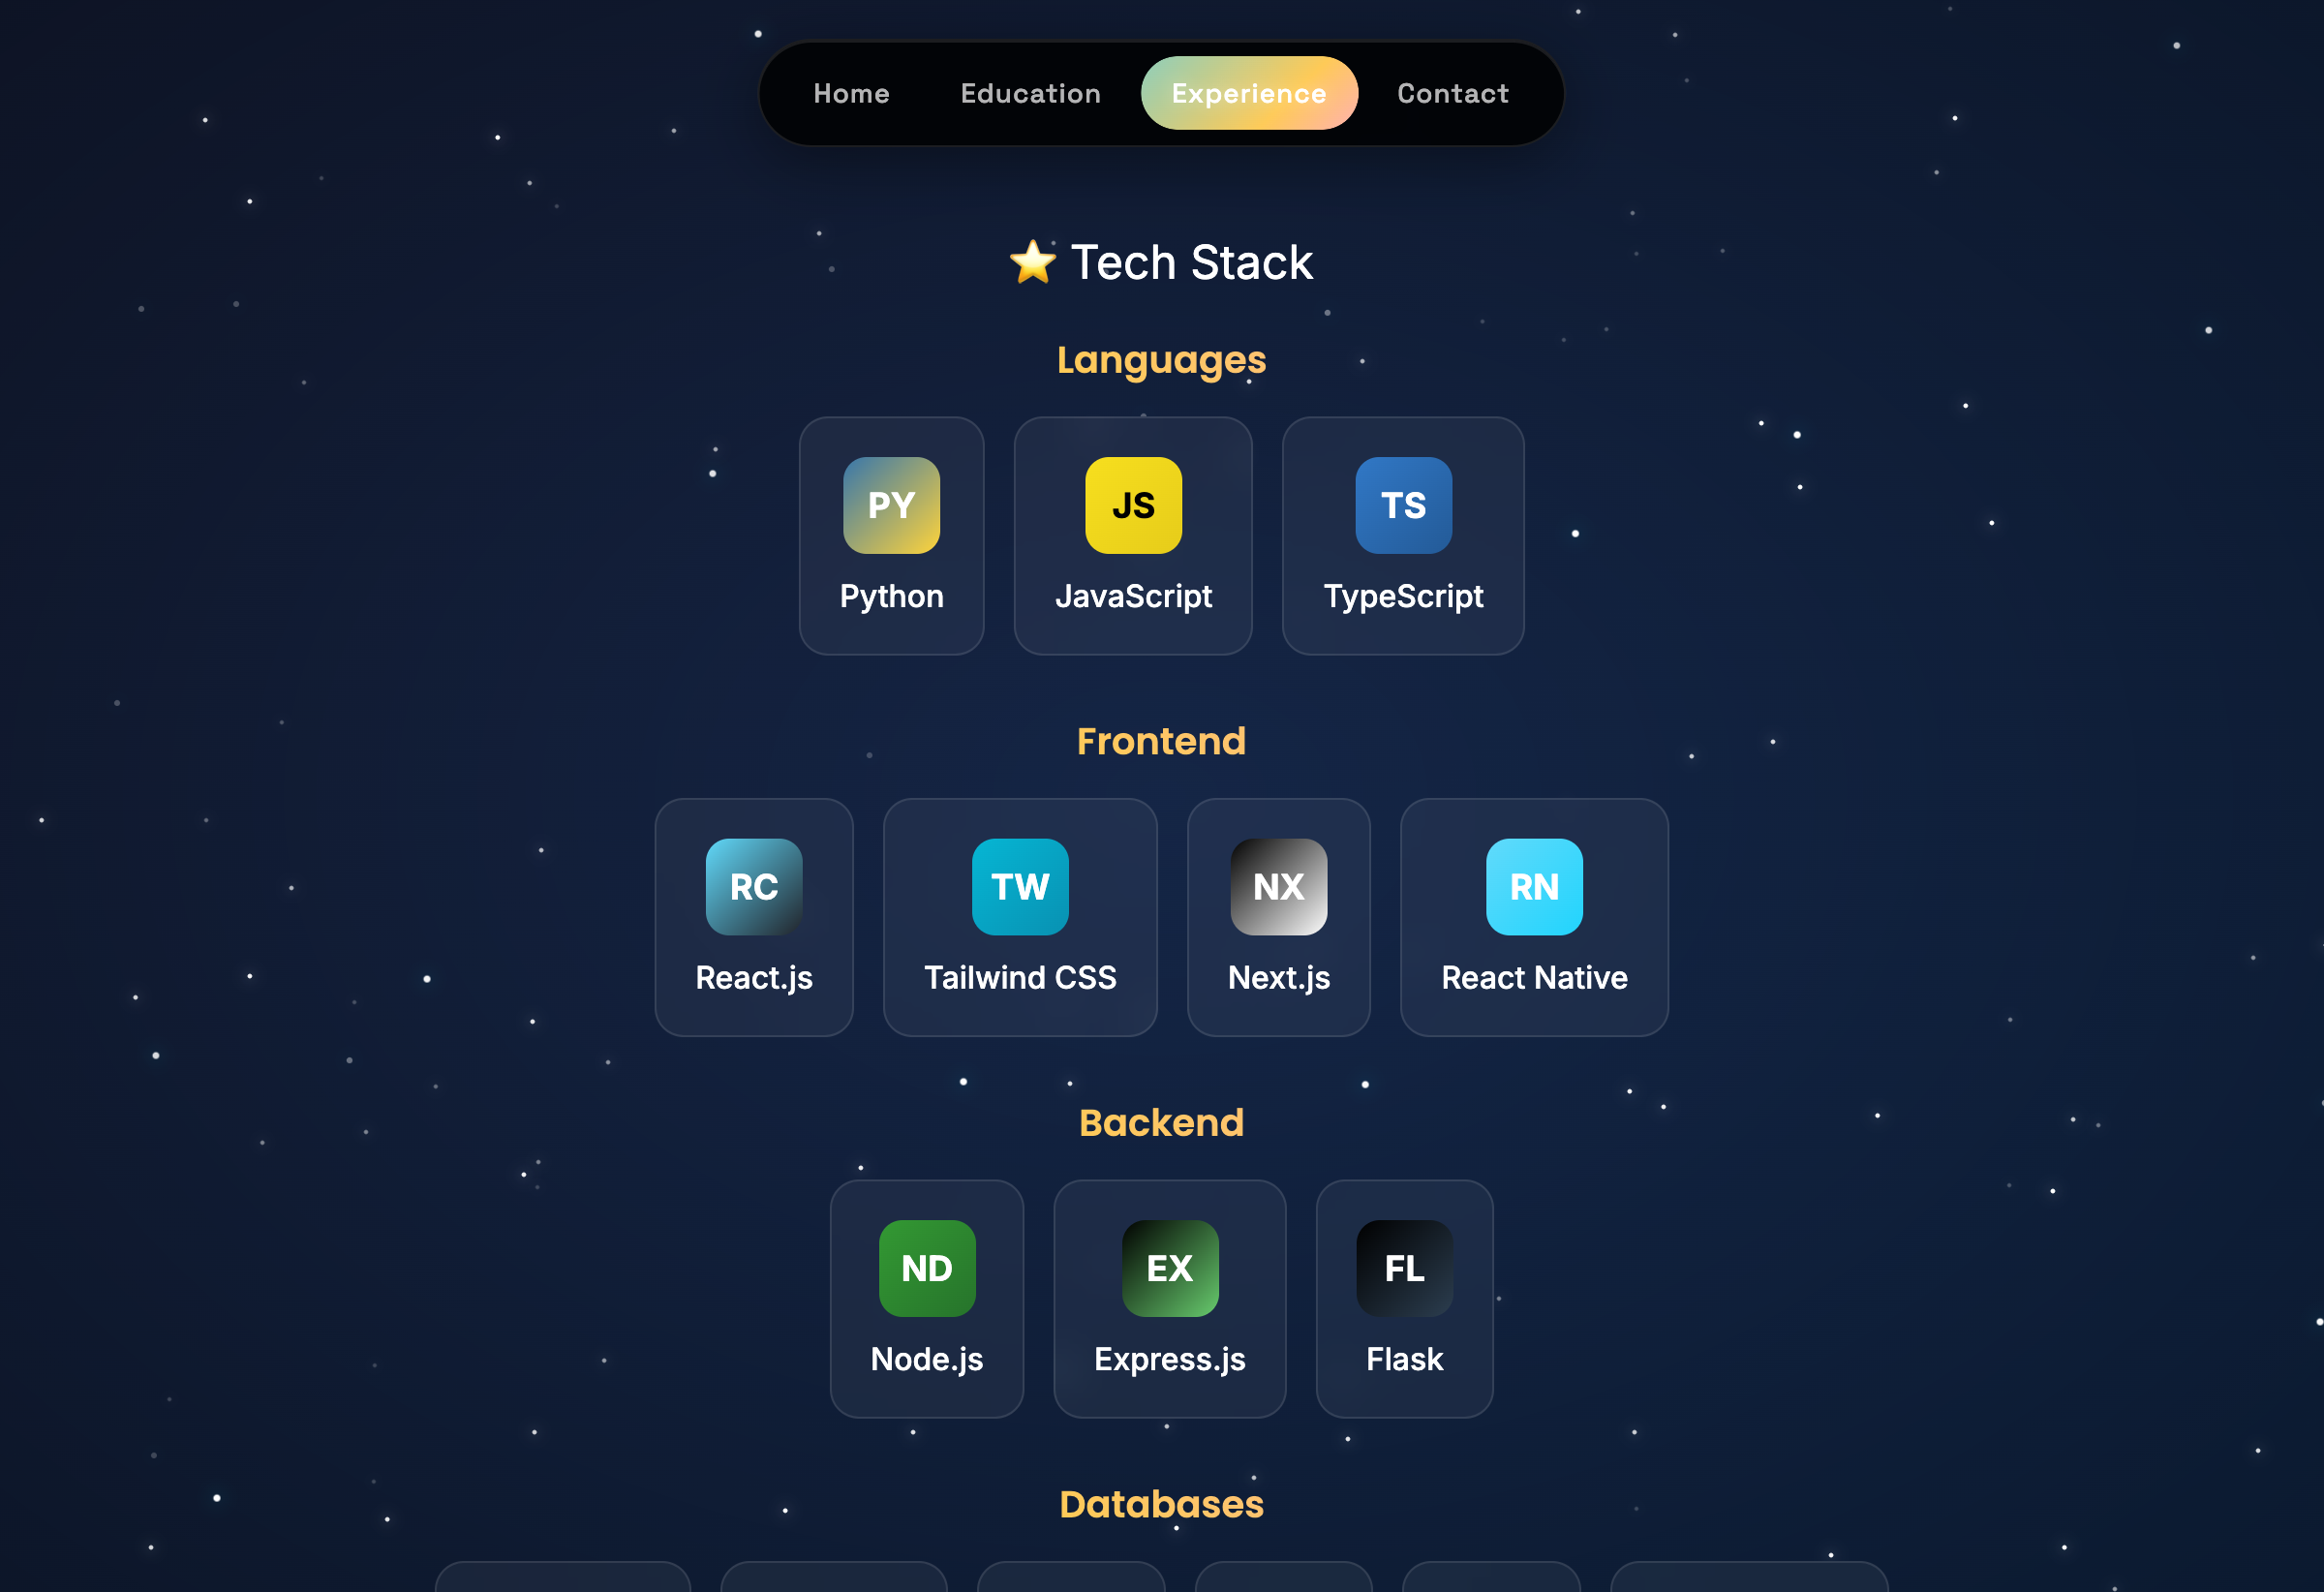 Home Education Experience Contact
⭐ Tech Stack
Languages
PY JS TS
Python JavaScript TypeScript
Frontend
RC TW NX RN
React.js Tailwind CSS Next.js React Native
Backend
ND EX FL
Node.js Express.js Flask
Databases